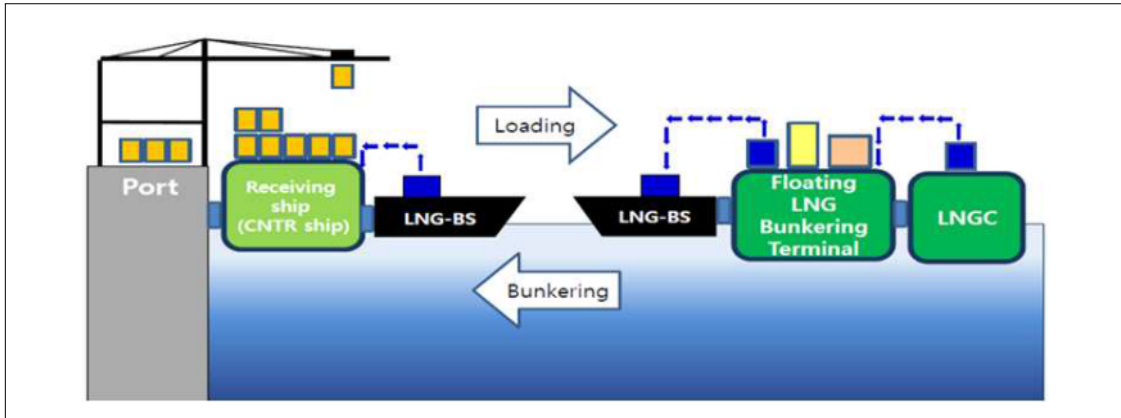 Loading
Port
Receiving
ship
(CNTR ship)
LNG-BS
LNG-BS
Floating
LNG
Bunkering
Terminal
LNGC
Bunkering